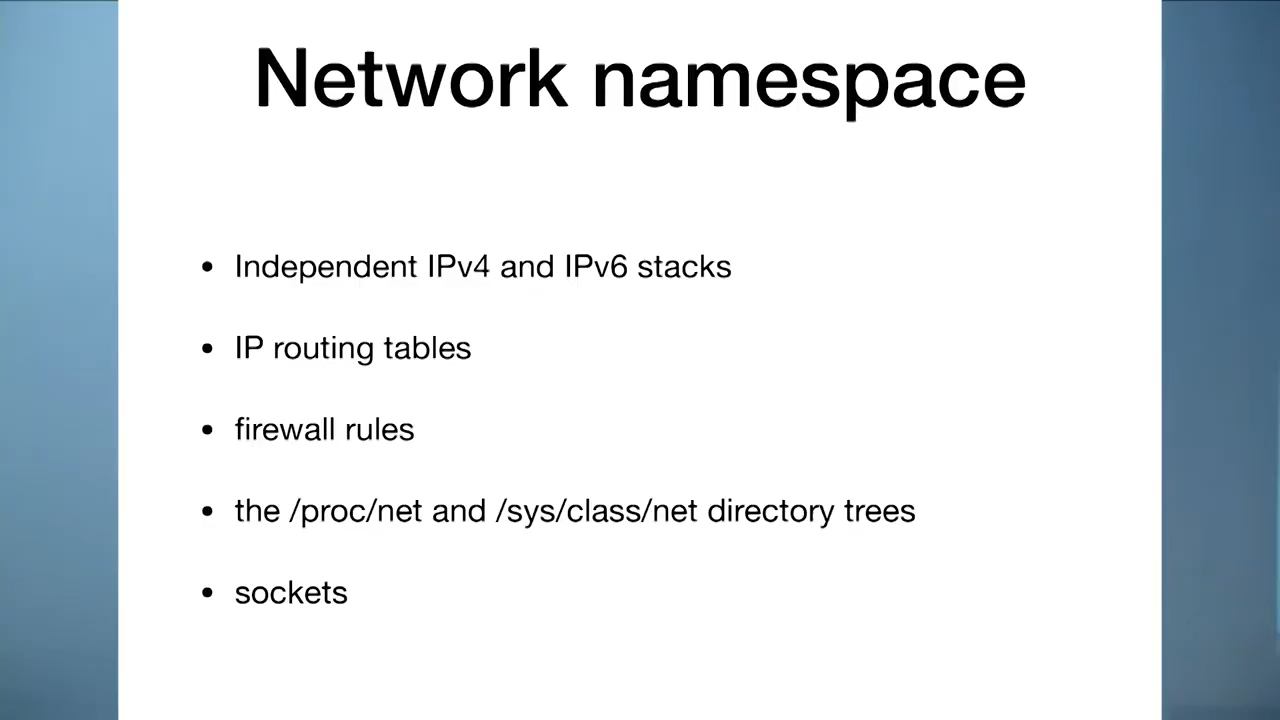 Network namespace
• Independent IPv4 and IPv6 stacks
• IP routing tables
• firewall rules
• the /proc/net and /sys/class/net directory trees
• sockets